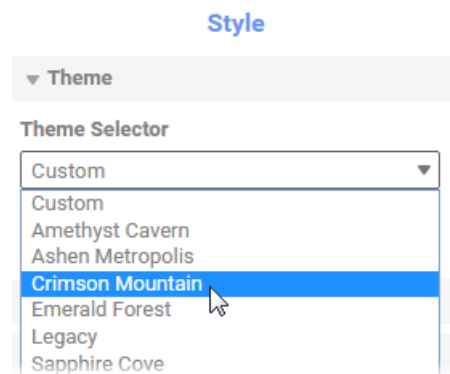 Style
Theme
Theme Selector
Custom
Custom
Amethyst Cavern
Ashen Metropolis
Crimson Mountain
Emerald Forest
Legacy
Sapphire Cove